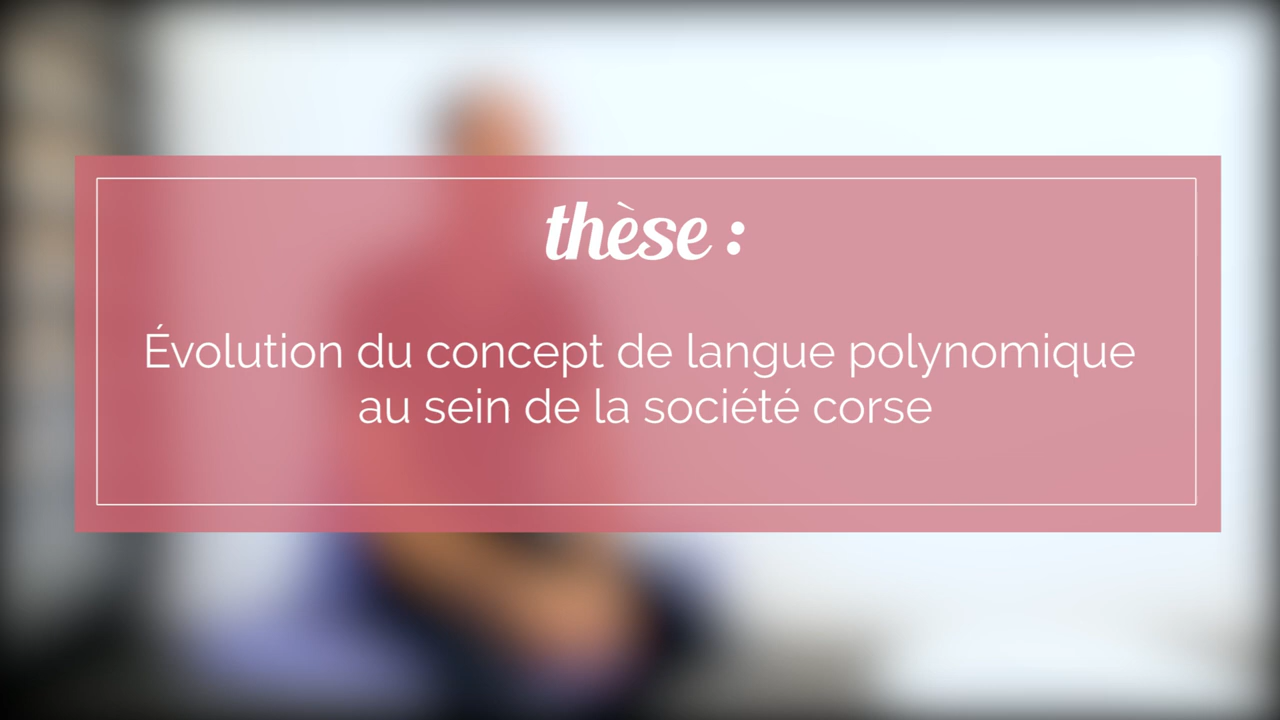 thèse :
Évolution du concept de langue polynomique
au sein de la société corse